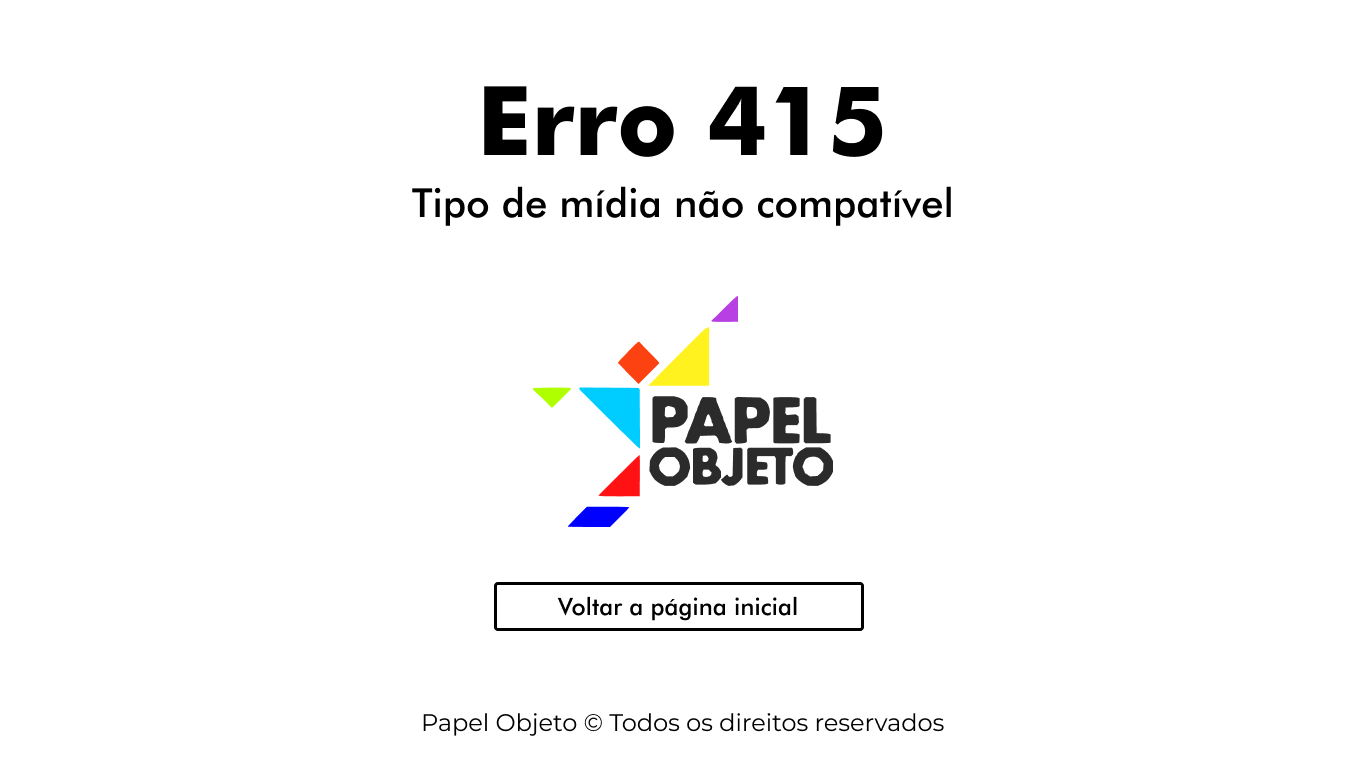 Erro 415
Tipo de mídia não compatível
PAPEL
OBJETO
Voltar a página inicial
Papel Objeto © Todos os direitos reservados